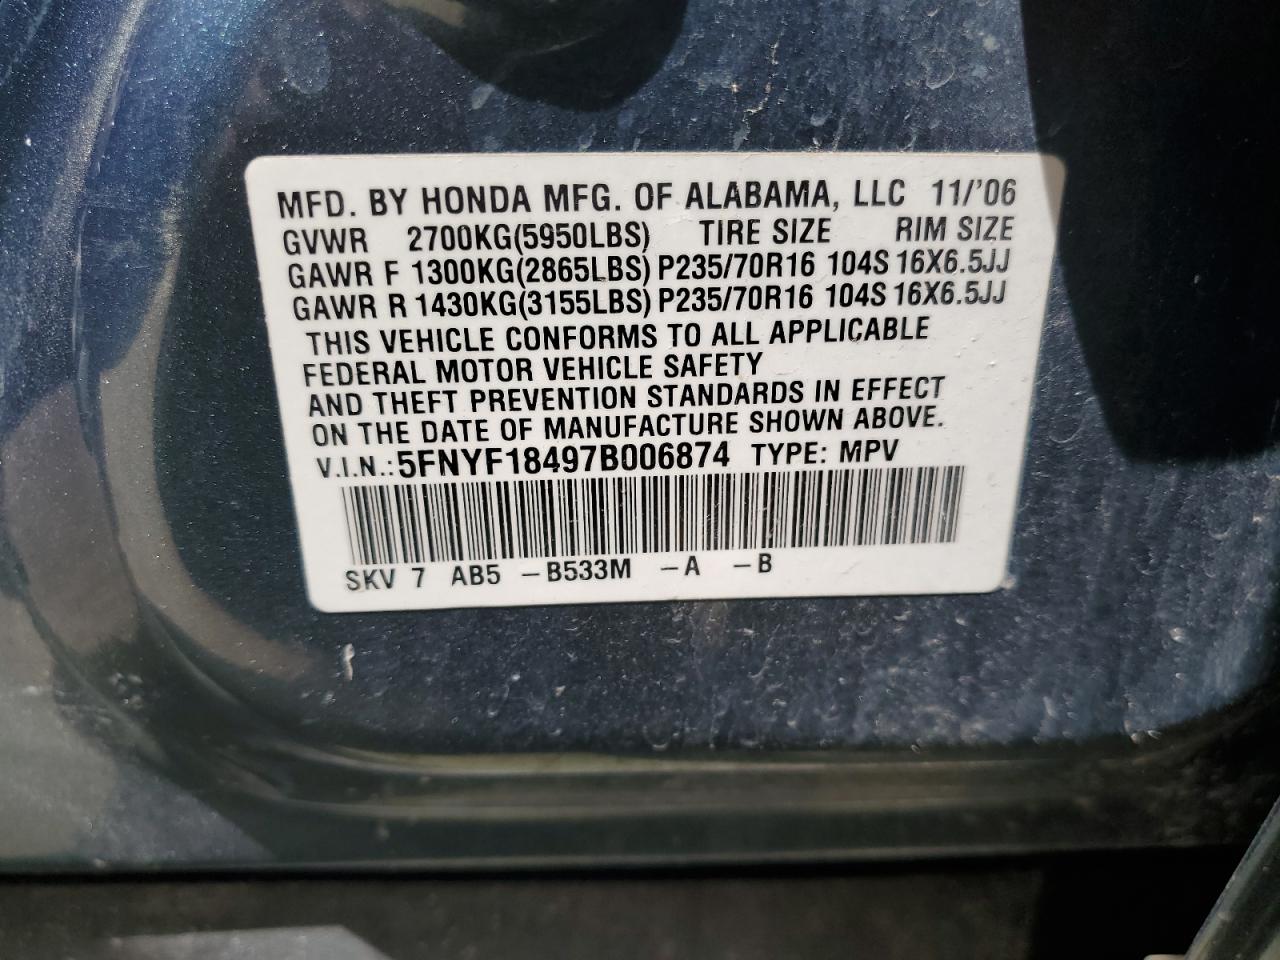 MFD. BY HONDA MFG. OF ALABAMA, LLC 11/'06
GVWR 2700KG(5950LBS) TIRE SIZE RIM SIZE
GAWR F 1300KG(2865LBS) P235/70R16 104S 16X6.5JJ
GAWR R 1430KG(3155LBS) P235/70R16 104S 16X6.5JJ
THIS VEHICLE CONFORMS TO ALL APPLICABLE
FEDERAL MOTOR VEHICLE SAFETY
AND THEFT PREVENTION STANDARDS IN EFFECT
ON THE DATE OF MANUFACTURE SHOWN ABOVE.
V.I.N.: 5FNYF18497B006874 TYPE: MPV
SKV 7 AB5 -B533M -A -B